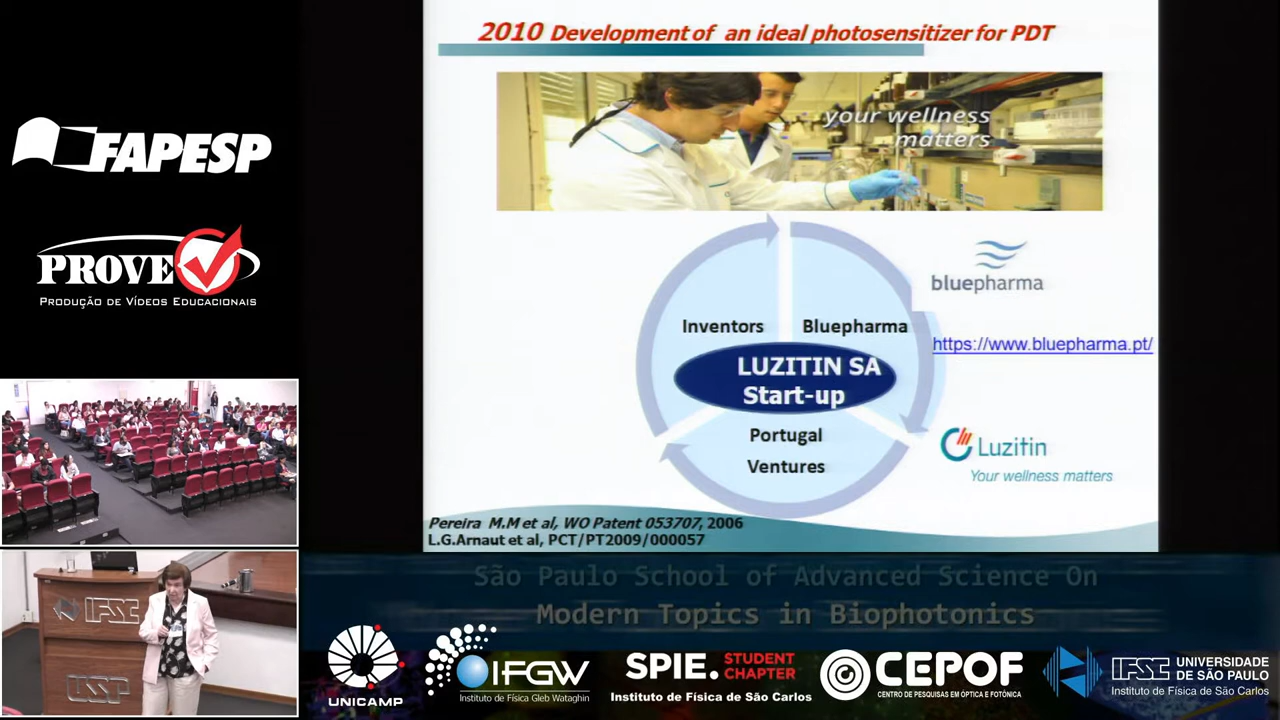 2010 Development of an ideal photosensitizer for PDT
your wellness
matters
FAPESP
PROVE
PRODUÇÃO DE VÍDEOS EDUCACIONAIS
bluepharma
Inventors
Bluepharma
https://www.bluepharma.pt/
LUZITIN SA
Start-up
Portugal
Ventures
Luzitin
Your wellness matters
Pereira M.M et al, WO Patent 053707, 2006
L.G.Arnaut et al, PCT/PT2009/000057
IFSC
USP
São Paulo School of Advanced Science On
Modern Topics in Biophotonics
UNICAMP
IFGW
Instituto de Física Gleb Wataghin
SPIE. STUDENT
CHAPTER
Instituto de Física de São Carlos
CEPOF
CENTRO DE PESQUISAS EM ÓPTICA E FOTÔNICA
IFSC UNIVERSIDADE
DE SÃO PAULO
Instituto de Física de São Carlos